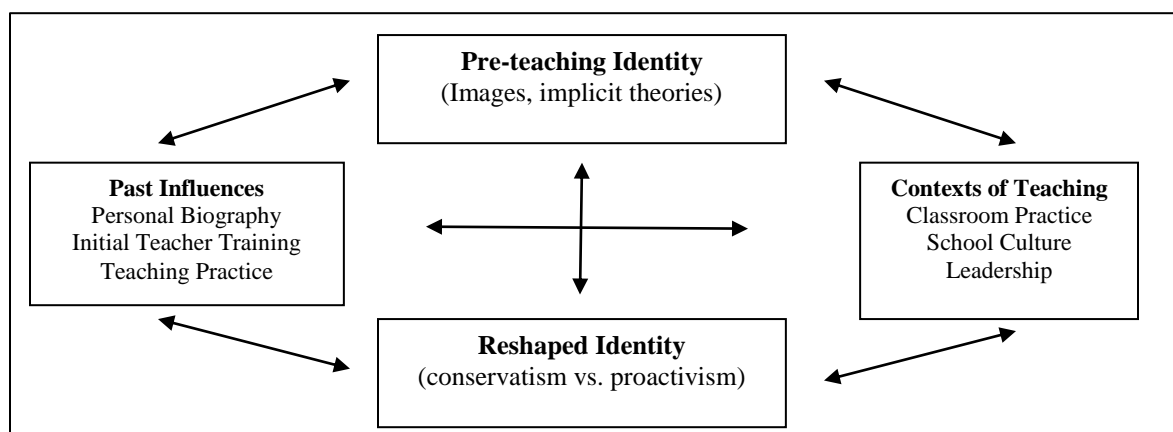 Pre-teaching Identity
(Images, implicit theories)
Past Influences
Personal Biography
Initial Teacher Training
Teaching Practice
Contexts of Teaching
Classroom Practice
School Culture
Leadership
Reshaped Identity
(conservatism vs. proactivism)